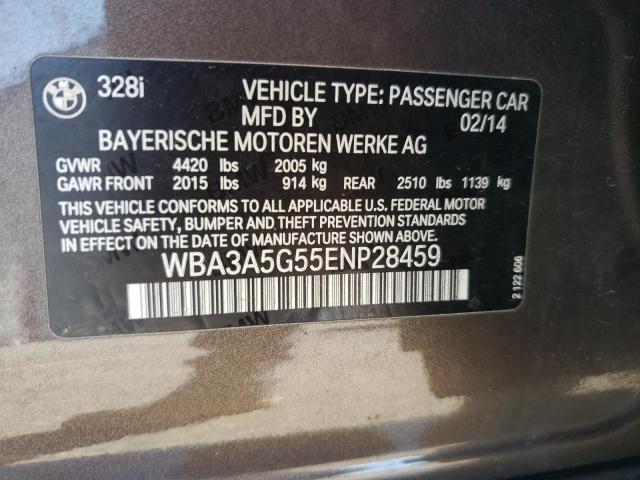 328i VEHICLE TYPE: PASSENGER CAR
MFD BY 02/14
BAYERISCHE MOTOREN WERKE AG
GVWR 4420 lbs 2005 kg
GAWR FRONT 2015 lbs 914 kg REAR 2510 lbs 1139 kg
THIS VEHICLE CONFORMS TO ALL APPLICABLE U.S. FEDERAL MOTOR
VEHICLE SAFETY, BUMPER AND THEFT PREVENTION STANDARDS
IN EFFECT ON THE DATE OF MANUFACTURE SHOWN ABOVE.
WBA3A5G55ENP28459
2 122 606